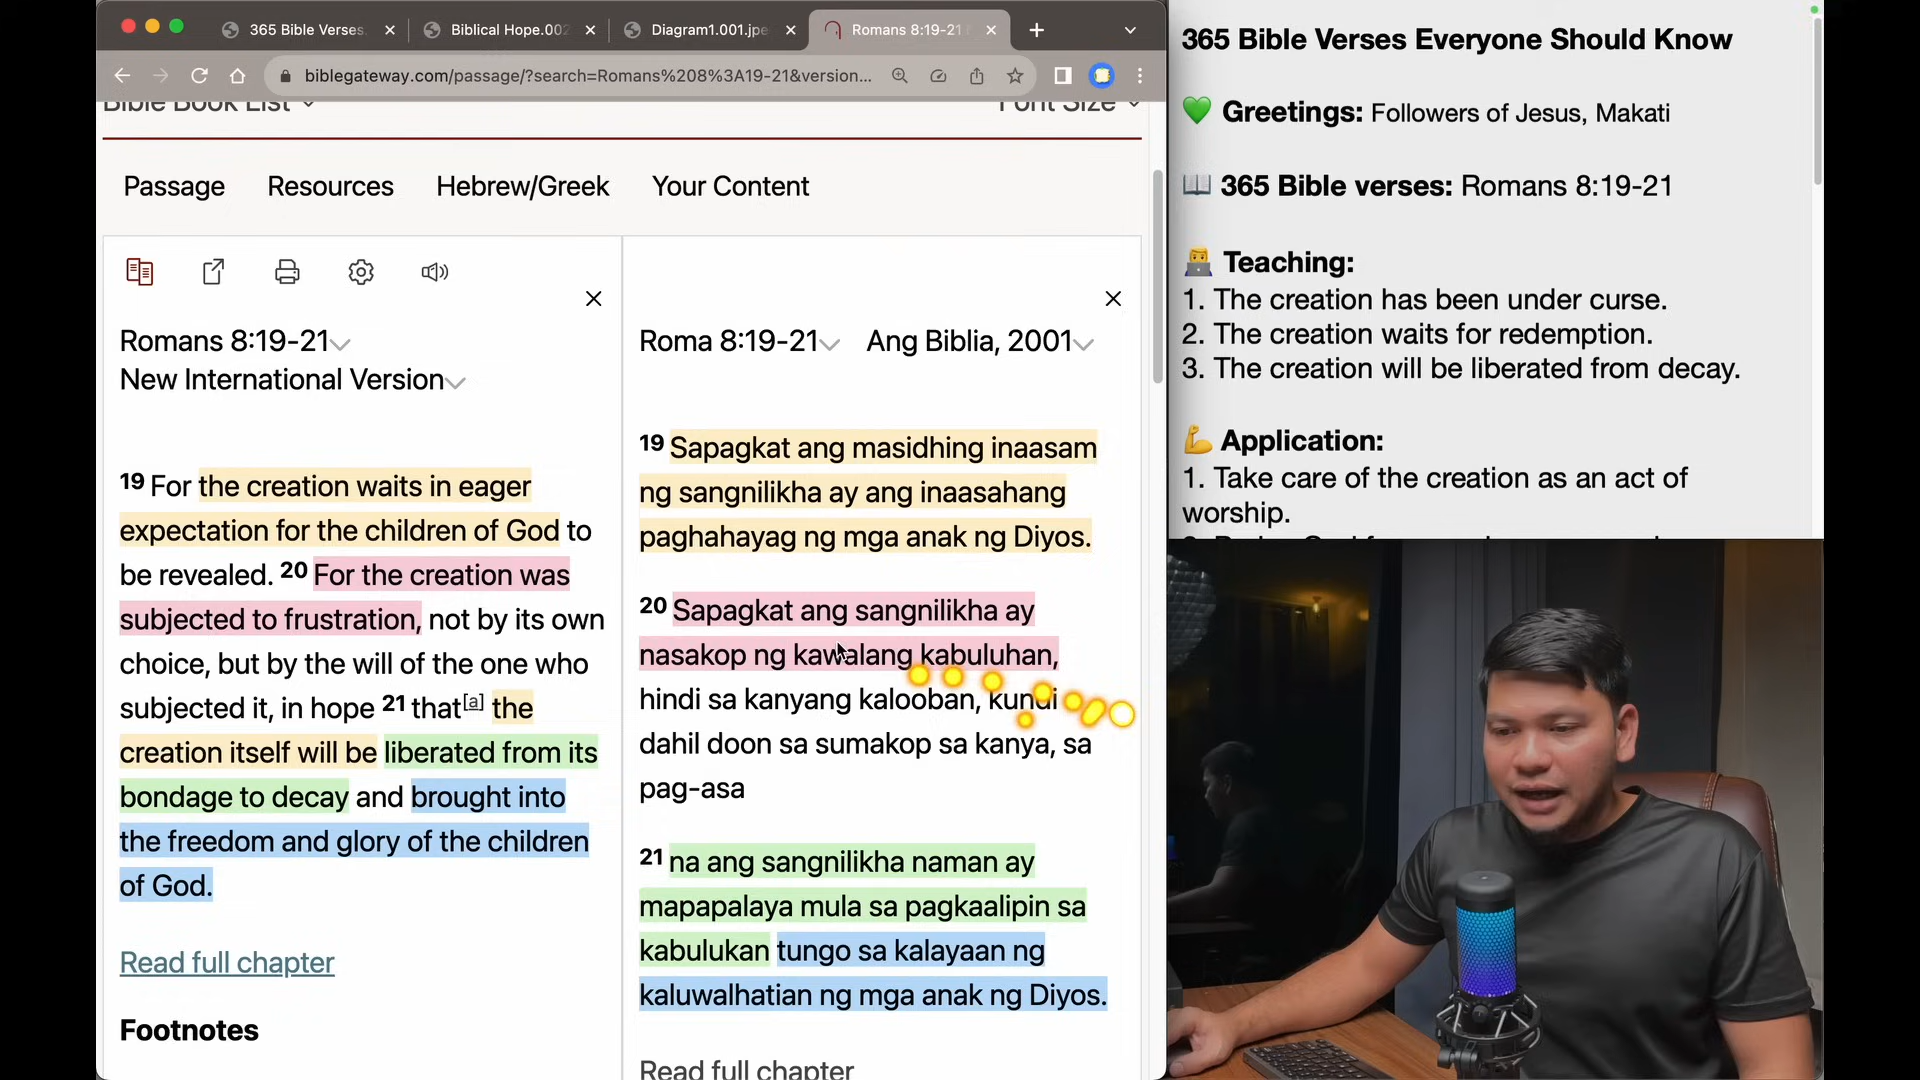 365 Bible Verses
Biblical Hope.002
Diagram1.001.jpe
Romans 8:19-21
biblegateway.com/passage/?search=Romans%208%3A19-21&version...
Bible Book List
Font Size
Passage Resources Hebrew/Greek Your Content
Romans 8:19-21
New International Version
19 For the creation waits in eager
expectation for the children of God to
be revealed. 20 For the creation was
subjected to frustration, not by its own
choice, but by the will of the one who
subjected it, in hope 21 that[a] the
creation itself will be liberated from its
bondage to decay and brought into
the freedom and glory of the children
of God.
Read full chapter
Footnotes
Roma 8:19-21 Ang Biblia, 2001
19 Sapagkat ang masidhing inaasam
ng sangnilikha ay ang inaasahang
paghahayag ng mga anak ng Diyos.
20 Sapagkat ang sangnilikha ay
nasakop ng kawalang kabuluhan,
hindi sa kanyang kalooban, kundi
dahil doon sa sumakop sa kanya, sa
pag-asa
21 na ang sangnilikha naman ay
mapapalaya mula sa pagkaalipin sa
kabulukan tungo sa kalayaan ng
kaluwalhatian ng mga anak ng Diyos.
Read full chapter
365 Bible Verses Everyone Should Know
💚 Greetings: Followers of Jesus, Makati
📖 365 Bible verses: Romans 8:19-21
👨‍💻 Teaching:
1. The creation has been under curse.
2. The creation waits for redemption.
3. The creation will be liberated from decay.
💪 Application:
1. Take care of the creation as an act of
worship.